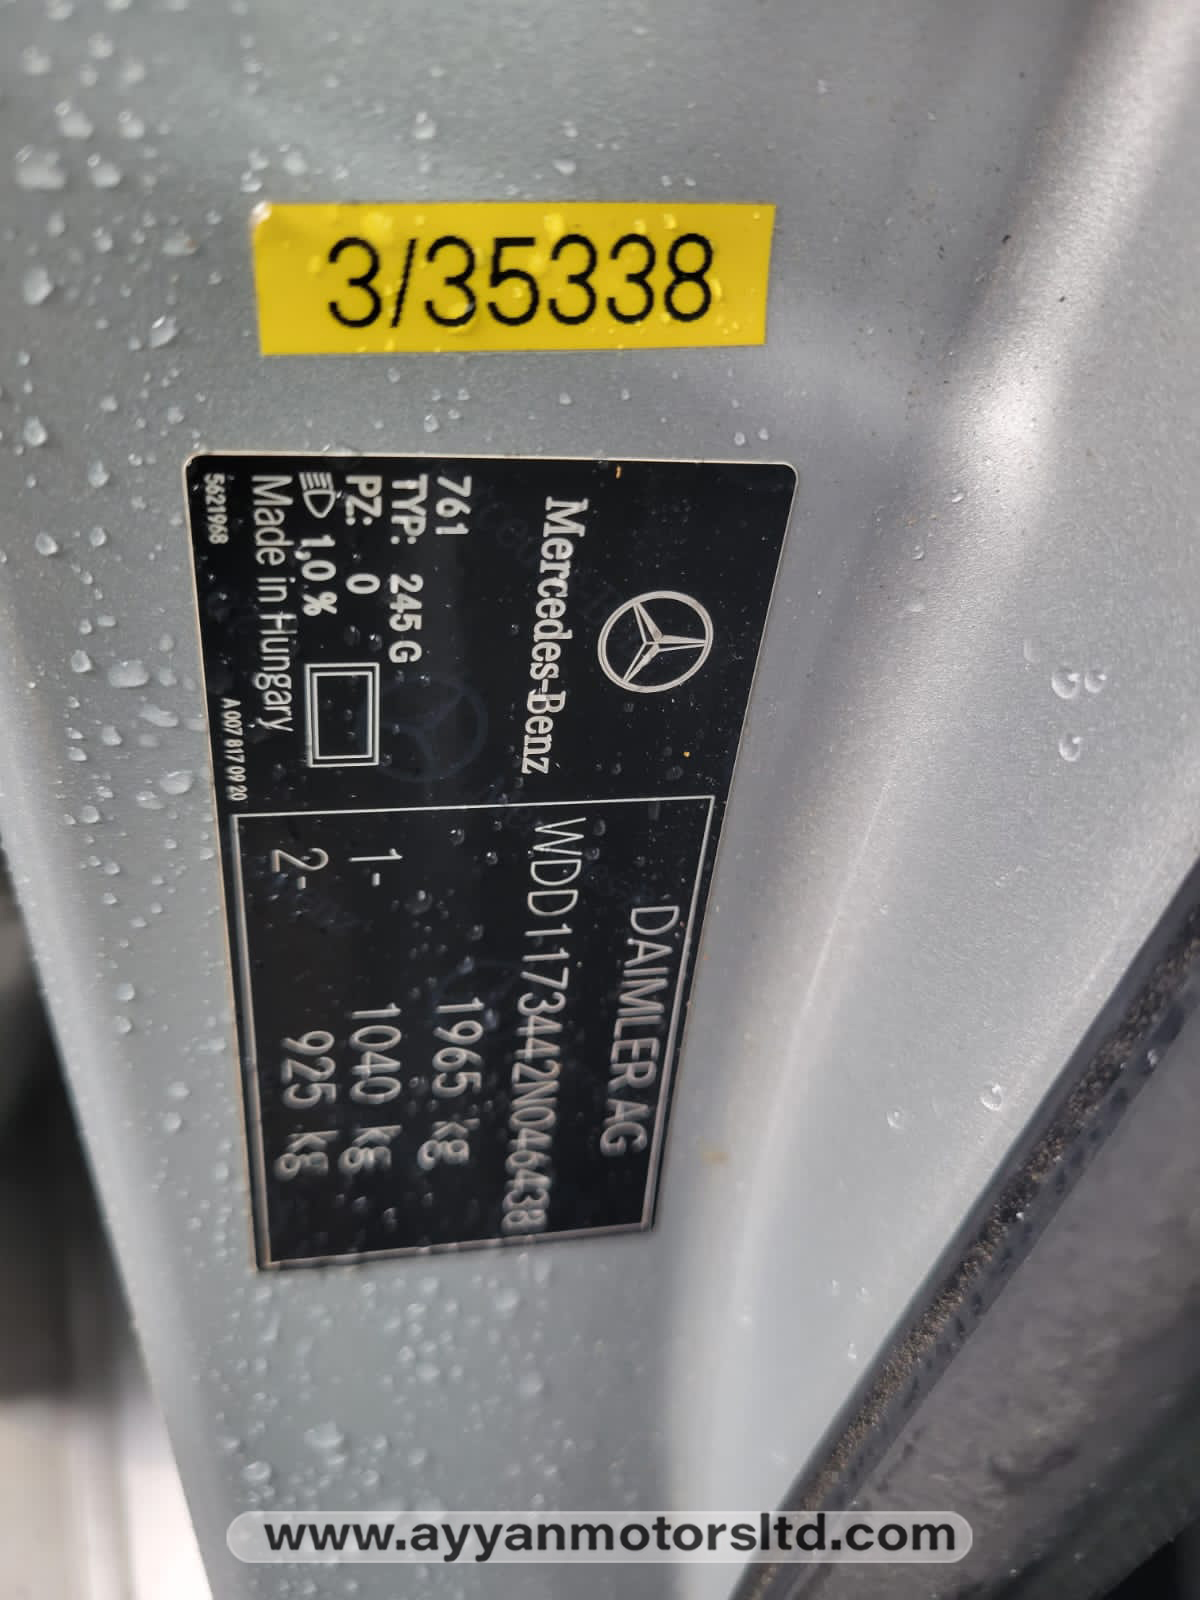 3/35338
Mercedes-Benz
761
TYP: 245 G
PZ: 0
1,0 %
Made in Hungary
5621968
A 007 817 09 20
DAIMLER AG
WDD1173442N046438
1965 kg
1- 1040 kg
2- 925 kg
www.ayyanmotorsltd.com